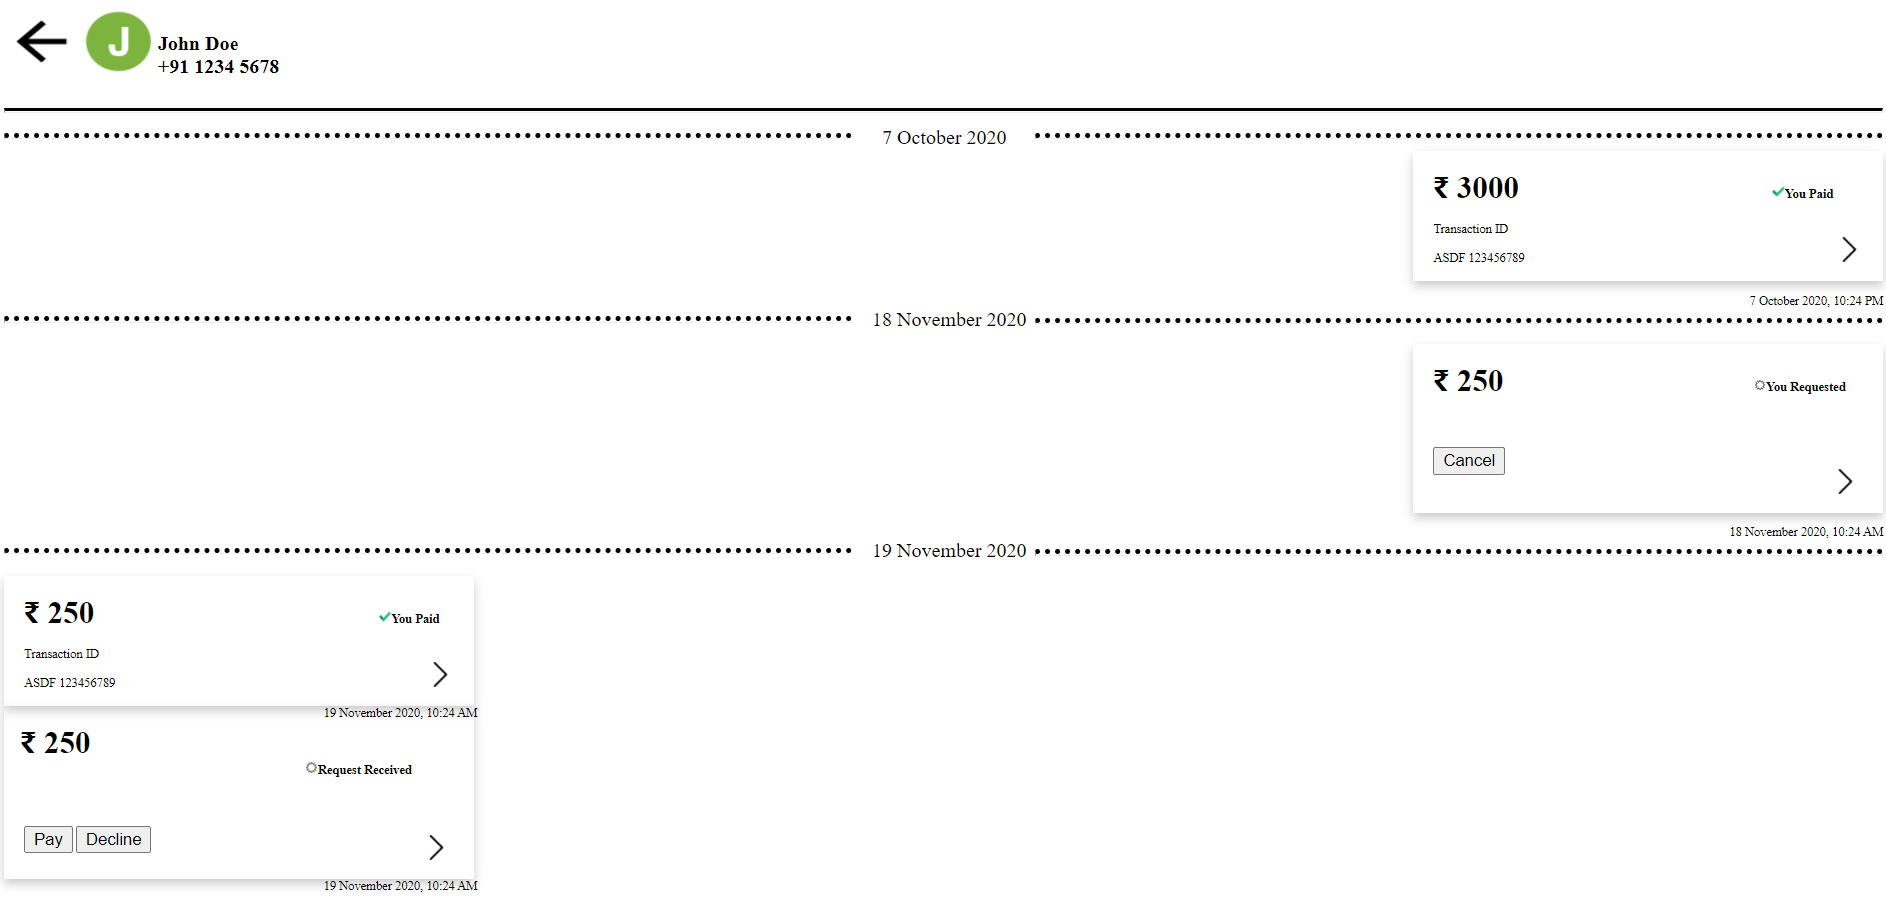 J
John Doe
+91 1234 5678
7 October 2020
₹ 3000
You Paid
Transaction ID
ASDF 123456789
7 October 2020, 10:24 PM
18 November 2020
₹ 250
You Requested
Cancel
18 November 2020, 10:24 AM
19 November 2020
₹ 250
You Paid
Transaction ID
ASDF 123456789
19 November 2020, 10:24 AM
₹ 250
Request Received
Pay Decline
19 November 2020, 10:24 AM